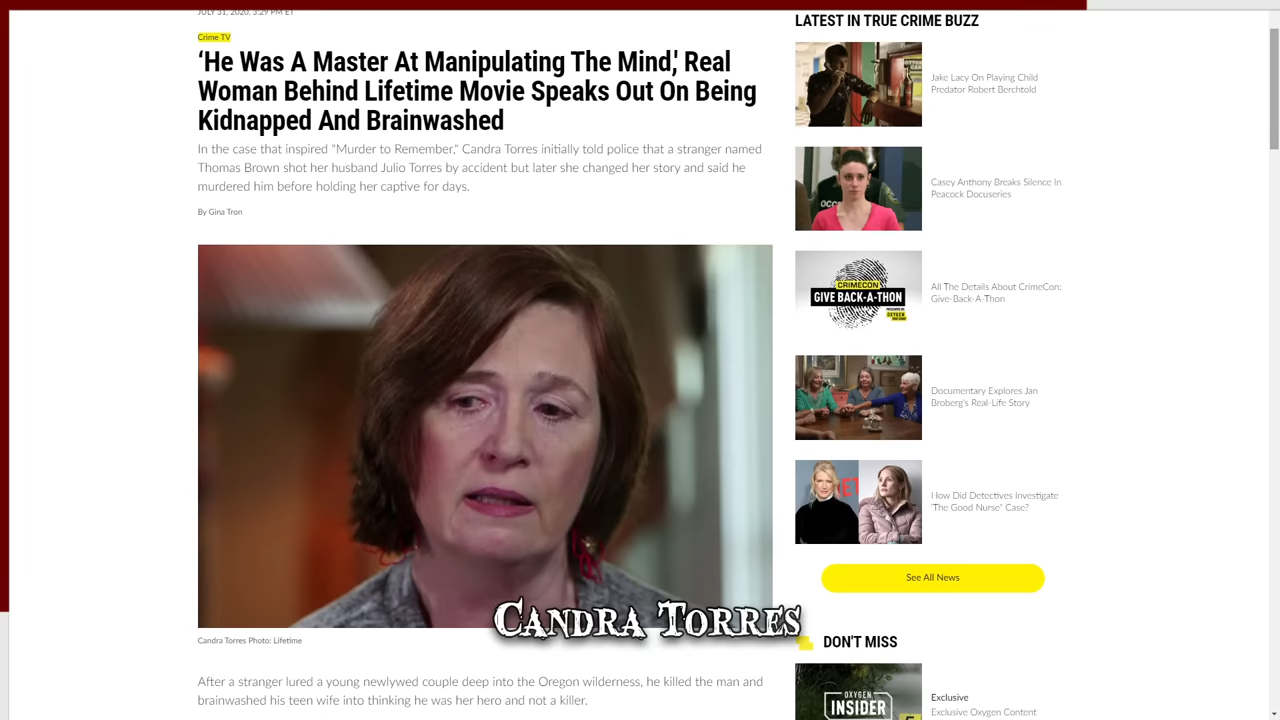 JULY 31, 2020, 3:29 PM ET
Crime TV
‘He Was A Master At Manipulating The Mind,’ Real
Woman Behind Lifetime Movie Speaks Out On Being
Kidnapped And Brainwashed
In the case that inspired "Murder to Remember," Candra Torres initially told police that a stranger named
Thomas Brown shot her husband Julio Torres by accident but later she changed her story and said he
murdered him before holding her captive for days.
By Gina Tron
CANDRA TORRES
Candra Torres Photo: Lifetime
After a stranger lured a young newlywed couple deep into the Oregon wilderness, he killed the man and
brainwashed his teen wife into thinking he was her hero and not a killer.
LATEST IN TRUE CRIME BUZZ
Jake Lacy On Playing Child
Predator Robert Berchtold
OCC
Casey Anthony Breaks Silence In
Peacock Docuseries
CRIMECON
GIVE BACK-A-THON
OXYGEN
All The Details About CrimeCon:
Give-Back-A-Thon
Documentary Explores Jan
Broberg's Real-Life Story
ET
How Did Detectives Investigate
'The Good Nurse" Case?
See All News
DON'T MISS
OXYGEN
INSIDER
Exclusive
Exclusive Oxygen Content